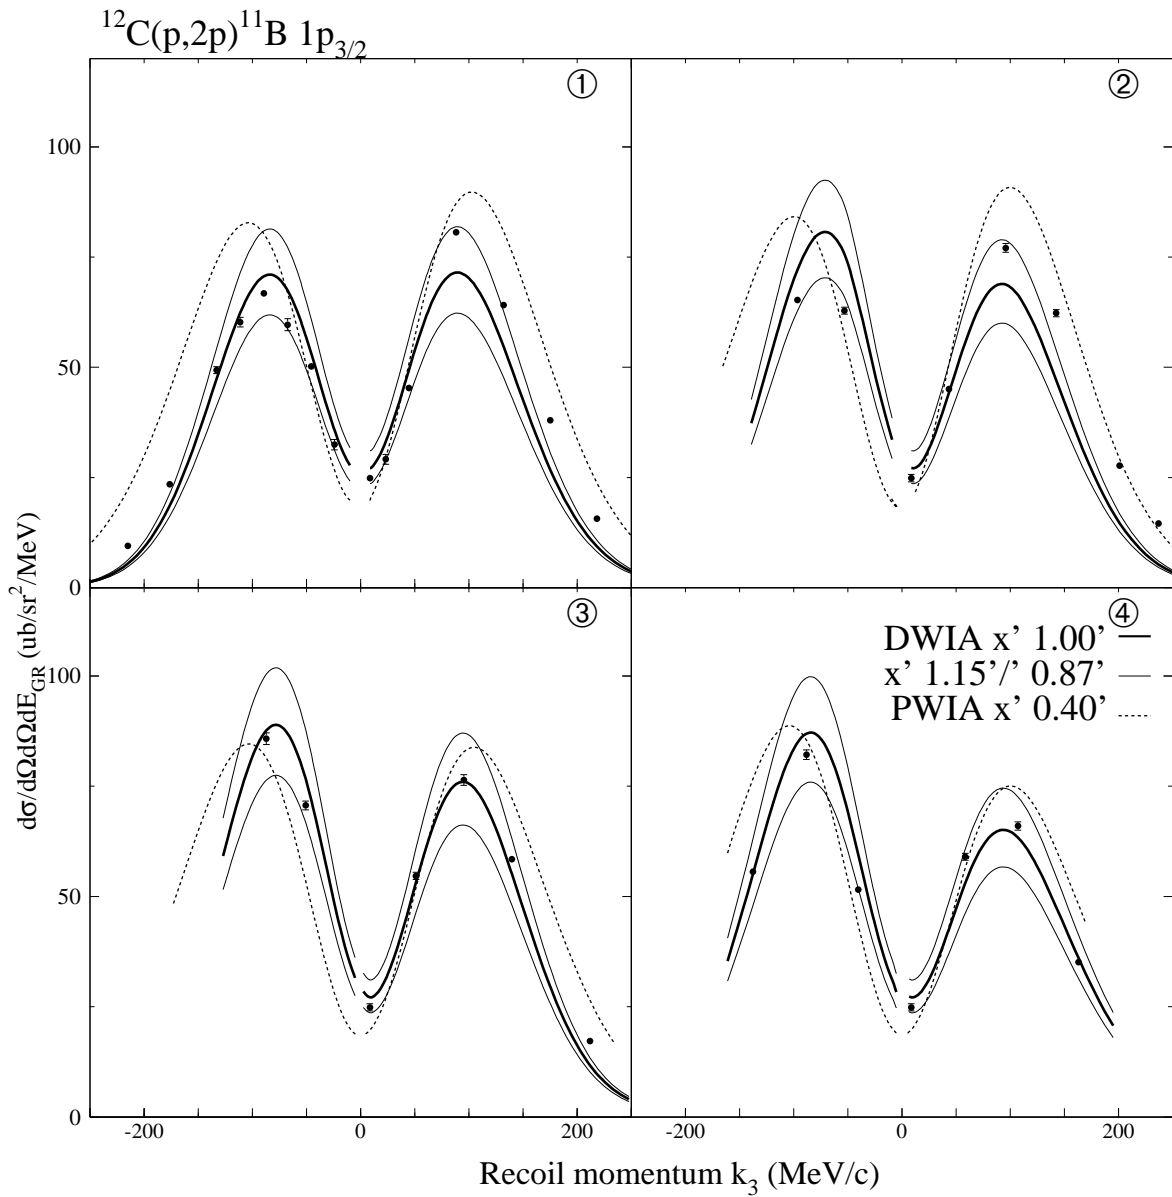 ¹²C(p,2p)¹¹B 1p₃/₂
① ②
100
50
0
③ ④
DWIA x’ 1.00’
x’ 1.15’/’ 0.87’
PWIA x’ 0.40’
100
50
0
-200 0 200 -200 0 200
dσ/dΩdΩdE_GR (ub/sr²/MeV)
Recoil momentum k₃ (MeV/c)